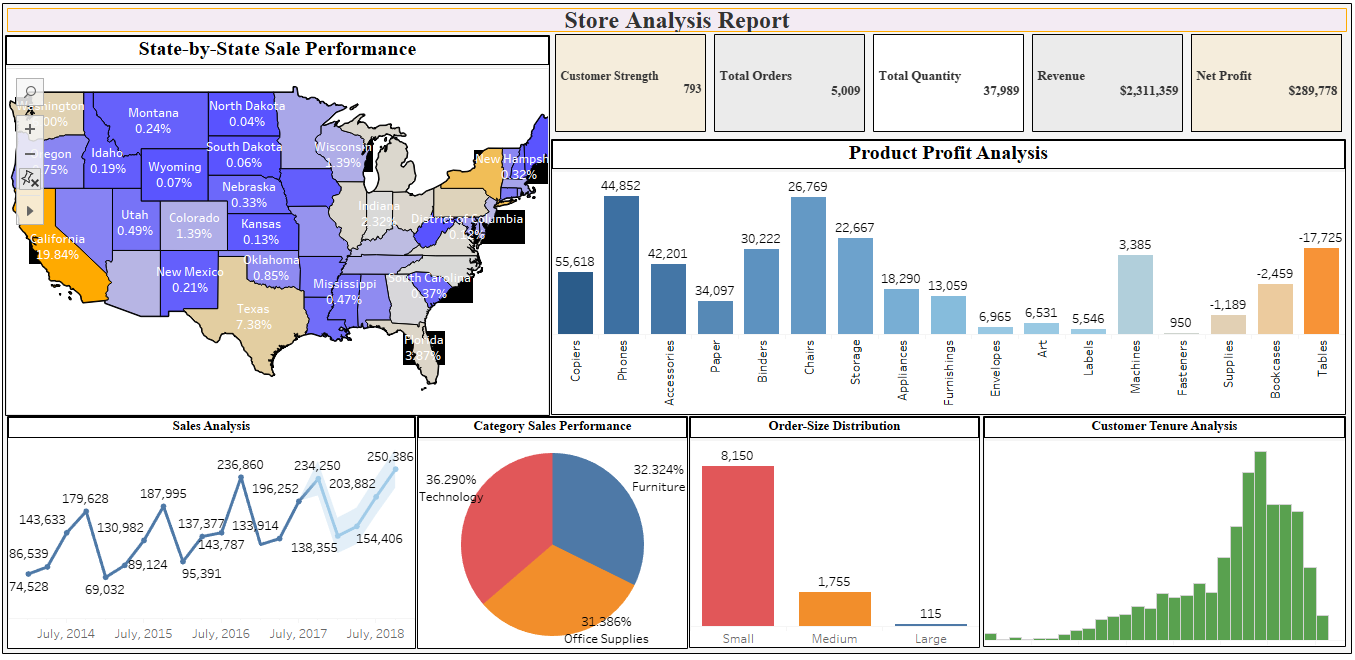 Store Analysis Report
State-by-State Sale Performance
Customer Strength
793
Total Orders
5,009
Total Quantity
37,989
Revenue
$2,311,359
Net Profit
$289,778
Montana
0.24%
North Dakota
0.04%
Idaho
0.19%
Wyoming
0.07%
South Dakota
0.06%
Wisconsin
1.39%
New Hampsh
0.32%
Nebraska
0.33%
Utah
0.49%
Colorado
1.39%
Kansas
0.13%
Indiana
2.32%
District of Columbia
California
19.84%
New Mexico
0.21%
Oklahoma
0.85%
Mississippi
0.47%
South Carolina
0.37%
Texas
7.38%
Florida
Product Profit Analysis
55,618
44,852
42,201
34,097
30,222
26,769
22,667
18,290
13,059
6,965
6,531
5,546
3,385
950
-1,189
-2,459
-17,725
Copiers
Phones
Accessories
Paper
Binders
Chairs
Storage
Appliances
Furnishings
Envelopes
Art
Labels
Machines
Fasteners
Supplies
Bookcases
Tables
Sales Analysis
74,528
86,539
143,633
179,628
69,032
89,124
130,982
187,995
95,391
137,377
143,787
236,860
133,914
196,252
234,250
138,355
154,406
203,882
250,386
July, 2014
July, 2015
July, 2016
July, 2017
July, 2018
Category Sales Performance
36.290%
Technology
32.324%
Furniture
31.386%
Office Supplies
Order-Size Distribution
8,150
1,755
115
Small
Medium
Large
Customer Tenure Analysis